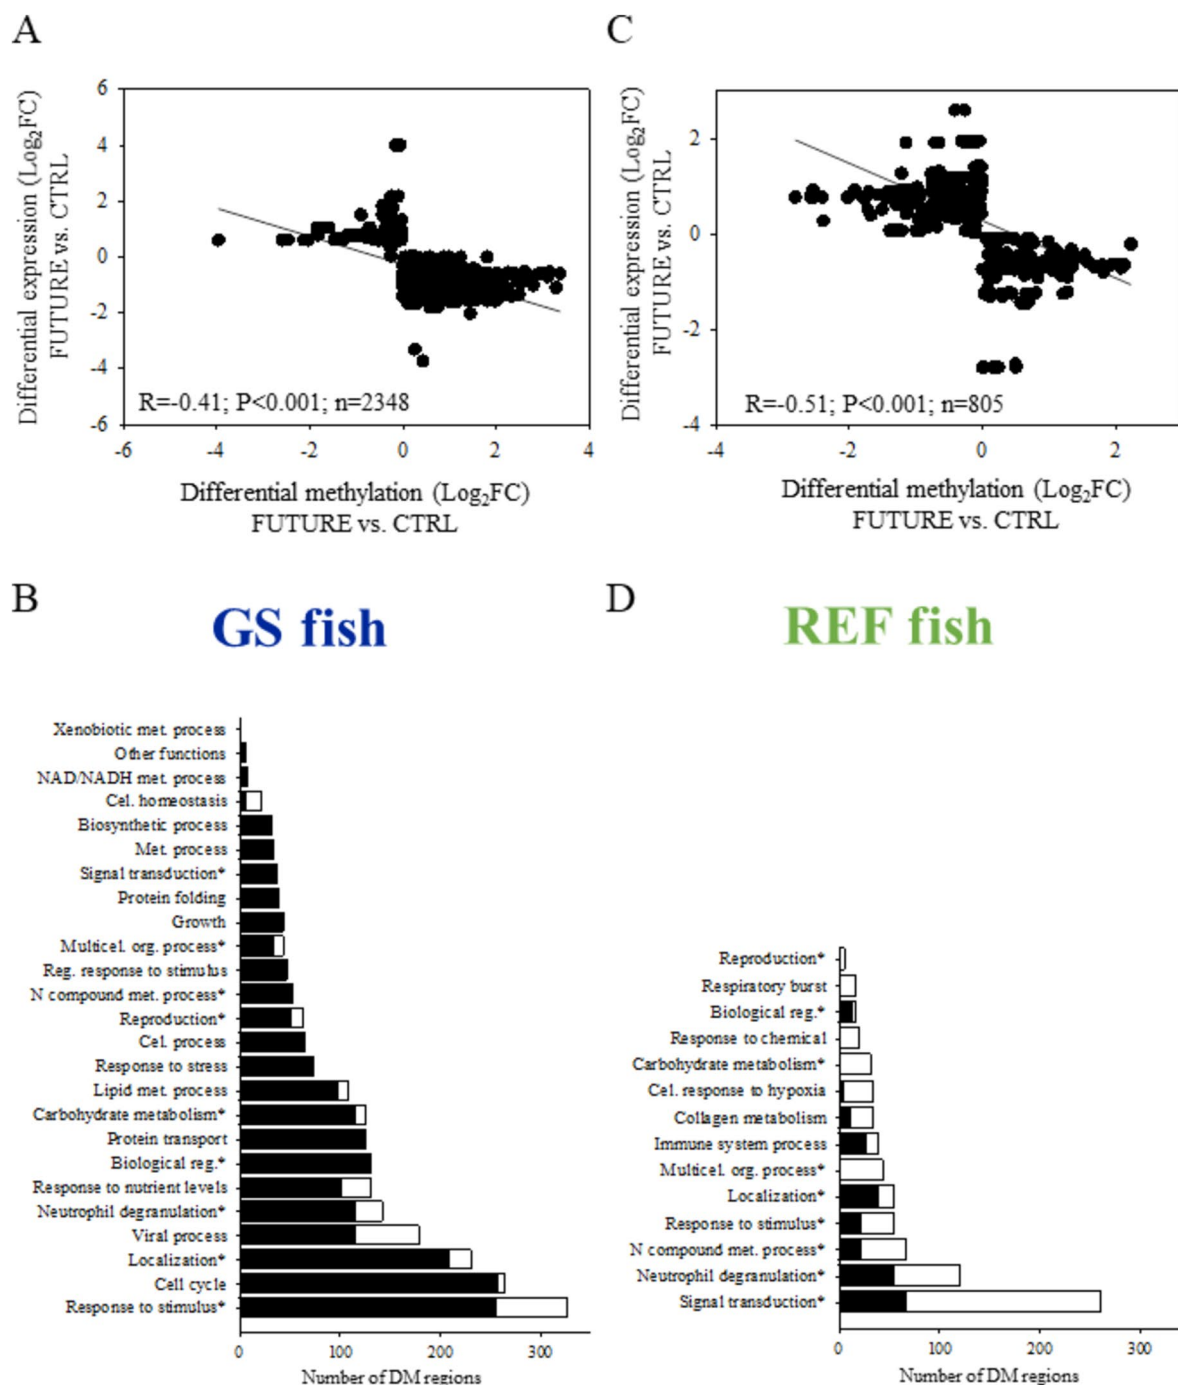 A
Differential expression (Log₂FC)
FUTURE vs. CTRL
6
4
2
0
-2
-4
-6
R=-0.41; P<0.001; n=2348
-6
-4
-2
0
2
4
Differential methylation (Log₂FC)
FUTURE vs. CTRL
C
Differential expression (Log₂FC)
FUTURE vs. CTRL
2
0
-2
-4
R=-0.51; P<0.001; n=805
-4
-2
0
2
Differential methylation (Log₂FC)
FUTURE vs. CTRL
B
GS fish
Xenobiotic met. process
Other functions
NAD/NADH met. process
Cel. homeostasis
Biosynthetic process
Met. process
Signal transduction*
Protein folding
Growth
Multicel. org. process*
Reg. response to stimulus
N compound met. process*
Reproduction*
Cel. process
Response to stress
Lipid met. process
Carbohydrate metabolism*
Protein transport
Biological reg.*
Response to nutrient levels
Neutrophil degranulation*
Viral process
Localization*
Cell cycle
Response to stimulus*
0
100
200
300
Number of DM regions
D
REF fish
Reproduction*
Respiratory burst
Biological reg.*
Response to chemical
Carbohydrate metabolism*
Cel. response to hypoxia
Collagen metabolism
Immune system process
Multicel. org. process*
Localization*
Response to stimulus*
N compound met. process*
Neutrophil degranulation*
Signal transduction*
0
100
200
300
Number of DM regions